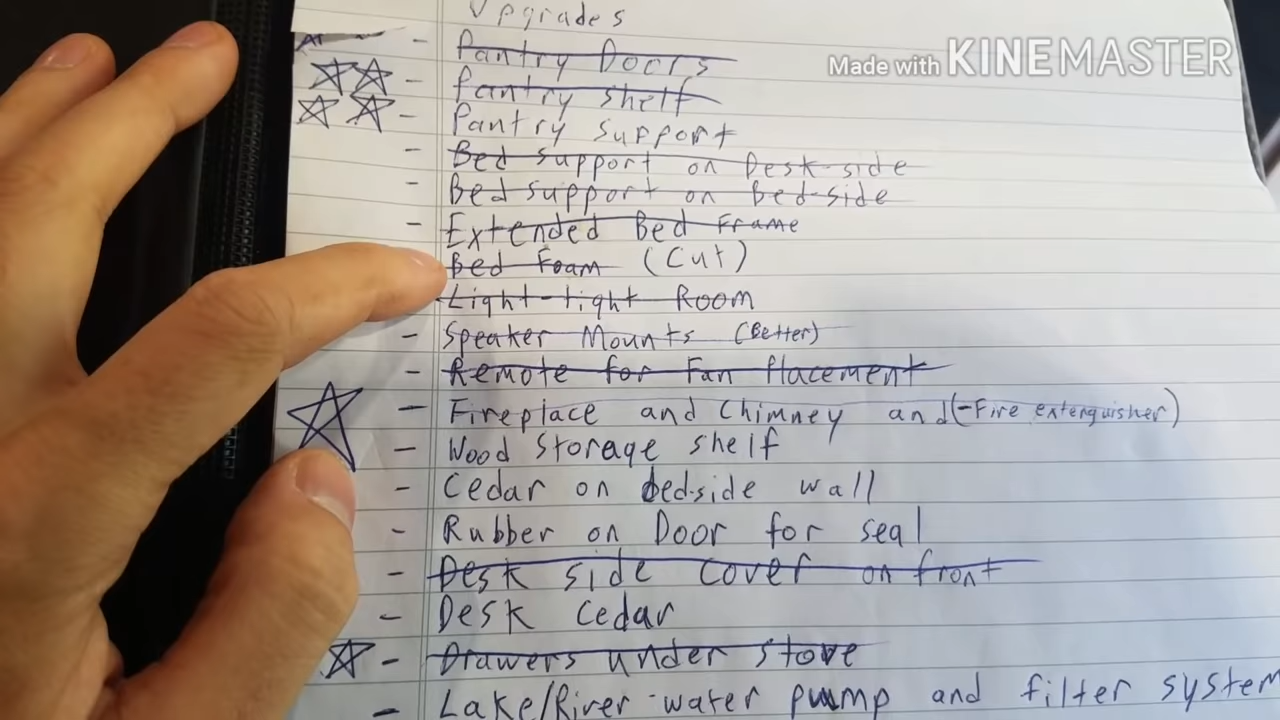 Upgrades
Made with KINEMASTER
- Pantry Doors
- Pantry shelf
- Pantry support
- Bed support on Desk-side
- Bed support on Bed-side
- Extended Bed Frame
Bed Foam (Cut)
Light-tight Room
- Speaker Mounts (Better)
- Remote for Fan Placement
- Fireplace and Chimney and (-Fire extenguisher)
- Wood Storage shelf
- Cedar on bedside wall
- Rubber on Door for seal
- Desk side cover on front
- Desk Cedar
- Drawers under stove
- Lake/River water pump and filter system